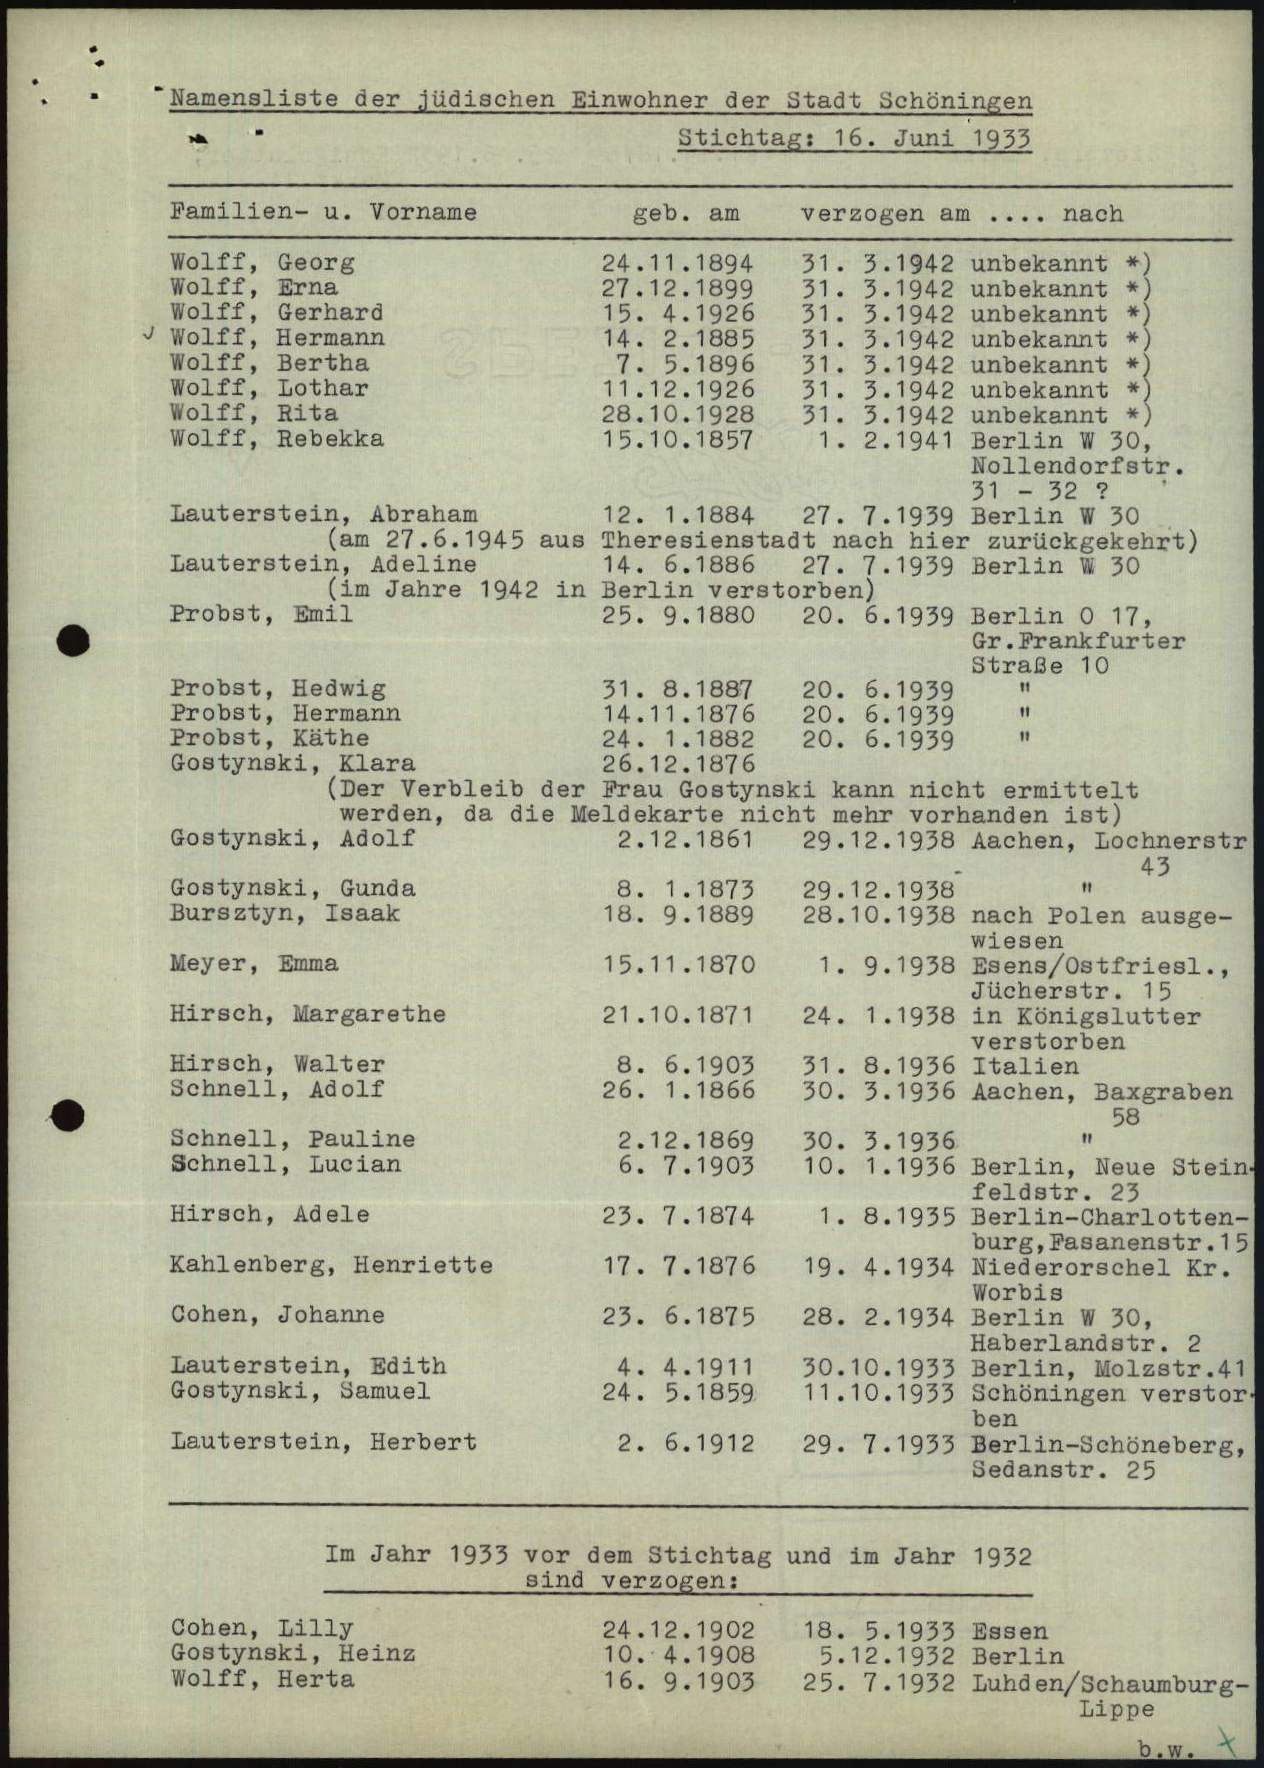 Namensliste der jüdischen Einwohner der Stadt Schöningen
Stichtag: 16. Juni 1933
Familien- u. Vorname geb. am verzogen am .... nach
Wolff, Georg 24.11.1894 31. 3.1942 unbekannt *)
Wolff, Erna 27.12.1899 31. 3.1942 unbekannt *)
Wolff, Gerhard 15. 4.1926 31. 3.1942 unbekannt *)
Wolff, Hermann 14. 2.1885 31. 3.1942 unbekannt *)
Wolff, Bertha 7. 5.1896 31. 3.1942 unbekannt *)
Wolff, Lothar 11.12.1926 31. 3.1942 unbekannt *)
Wolff, Rita 28.10.1928 31. 3.1942 unbekannt *)
Wolff, Rebekka 15.10.1857 1. 2.1941 Berlin W 30,
Nollendorfstr.
31 - 32 ?
Lauterstein, Abraham 12. 1.1884 27. 7.1939 Berlin W 30
(am 27.6.1945 aus Theresienstadt nach hier zurückgekehrt)
Lauterstein, Adeline 14. 6.1886 27. 7.1939 Berlin W 30
(im Jahre 1942 in Berlin verstorben)
Probst, Emil 25. 9.1880 20. 6.1939 Berlin O 17,
Gr.Frankfurter
Straße 10
Probst, Hedwig 31. 8.1887 20. 6.1939 "
Probst, Hermann 14.11.1876 20. 6.1939 "
Probst, Käthe 24. 1.1882 20. 6.1939 "
Gostynski, Klara 26.12.1876
(Der Verbleib der Frau Gostynski kann nicht ermittelt
werden, da die Meldekarte nicht mehr vorhanden ist)
Gostynski, Adolf 2.12.1861 29.12.1938 Aachen, Lochnerstr
43
Gostynski, Gunda 8. 1.1873 29.12.1938 "
Bursztyn, Isaak 18. 9.1889 28.10.1938 nach Polen ausge-
wiesen
Meyer, Emma 15.11.1870 1. 9.1938 Esens/Ostfriesl.,
Jücherstr. 15
Hirsch, Margarethe 21.10.1871 24. 1.1938 in Königslutter
verstorben
Hirsch, Walter 8. 6.1903 31. 8.1936 Italien
Schnell, Adolf 26. 1.1866 30. 3.1936 Aachen, Baxgraben
58
Schnell, Pauline 2.12.1869 30. 3.1936 "
Schnell, Lucian 6. 7.1903 10. 1.1936 Berlin, Neue Stein-
feldstr. 23
Hirsch, Adele 23. 7.1874 1. 8.1935 Berlin-Charlotten-
burg,Fasanenstr.15
Kahlenberg, Henriette 17. 7.1876 19. 4.1934 Niederorschel Kr.
Worbis
Cohen, Johanne 23. 6.1875 28. 2.1934 Berlin W 30,
Haberlandstr. 2
Lauterstein, Edith 4. 4.1911 30.10.1933 Berlin, Molzstr.41
Gostynski, Samuel 24. 5.1859 11.10.1933 Schöningen verstor-
ben
Lauterstein, Herbert 2. 6.1912 29. 7.1933 Berlin-Schöneberg,
Sedanstr. 25
Im Jahr 1933 vor dem Stichtag und im Jahr 1932
sind verzogen:
Cohen, Lilly 24.12.1902 18. 5.1933 Essen
Gostynski, Heinz 10. 4.1908 5.12.1932 Berlin
Wolff, Herta 16. 9.1903 25. 7.1932 Luhden/Schaumburg-
Lippe
b.w.